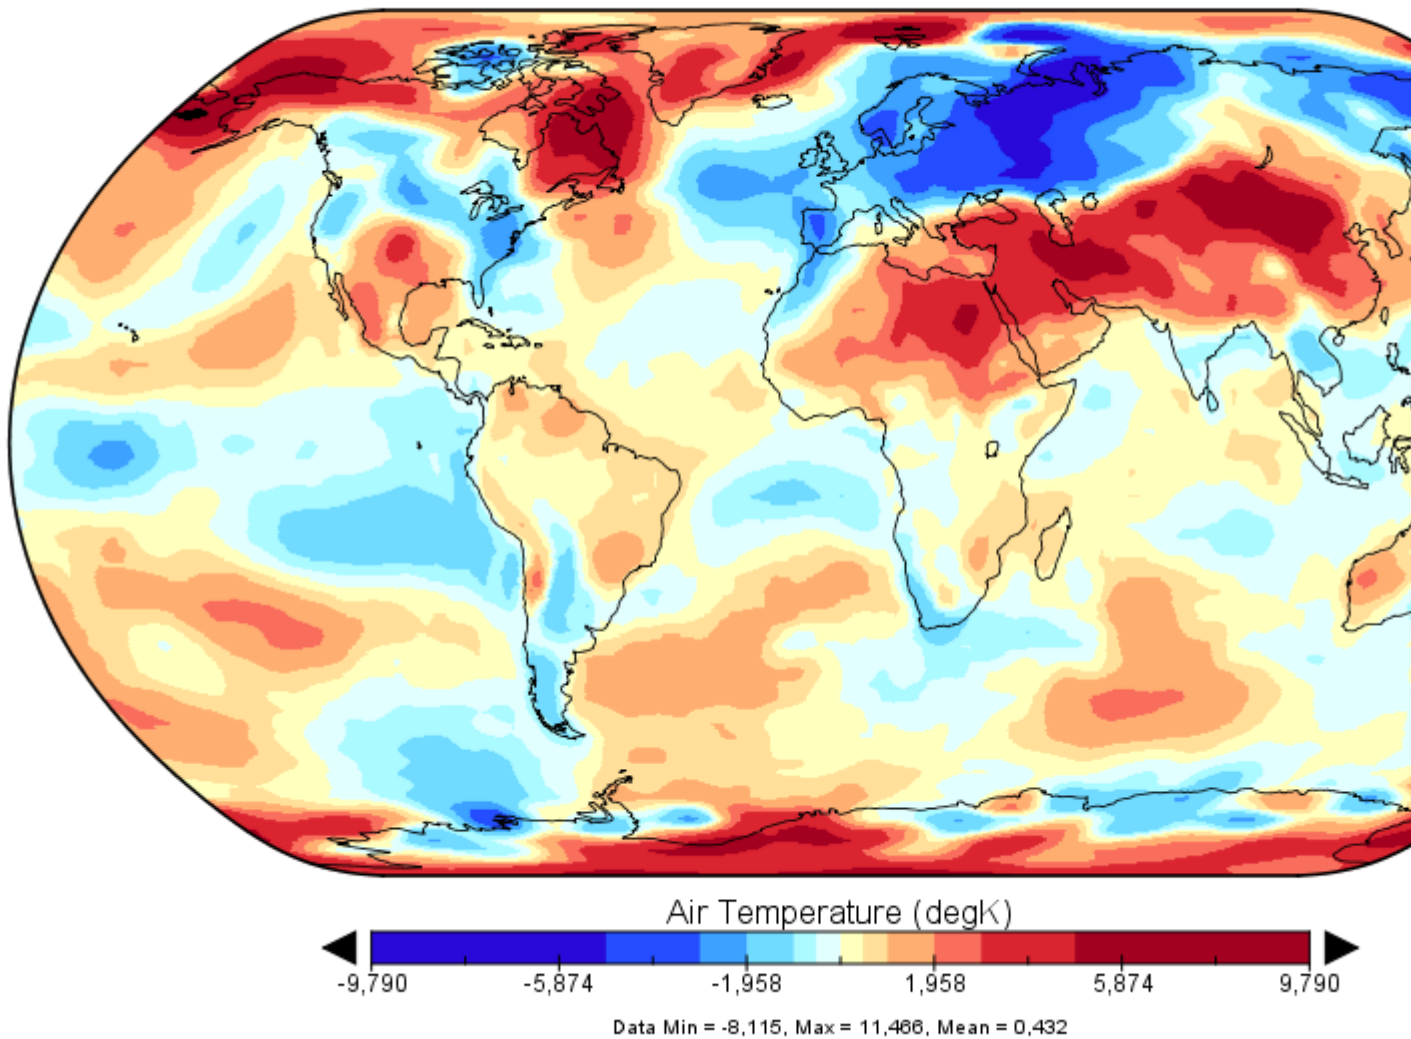 Air Temperature (degK)
-9,790 -5,874 -1,958 1,958 5,874 9,790
Data Min = -8,115, Max = 11,466, Mean = 0,432